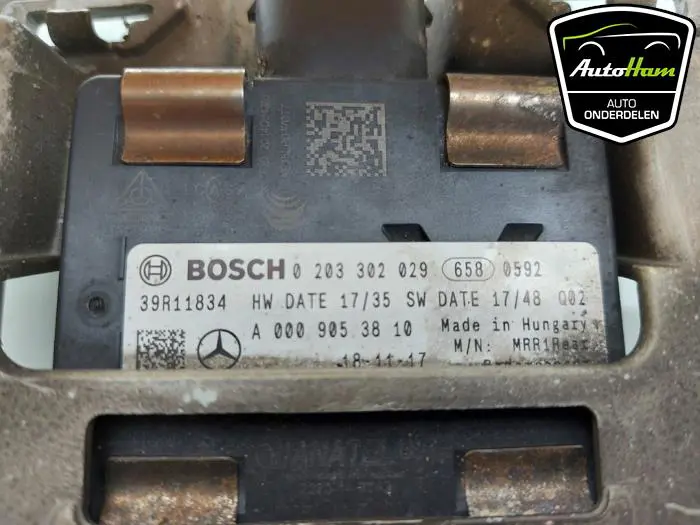 AutoHam
AUTO
ONDERDELEN
BOSCH 0 203 302 029 658 0592
39R11834 HW DATE 17/35 SW DATE 17/48 Q02
A 000 905 38 10 Made in Hungary
18-11-17 M/N: MRR1Rear